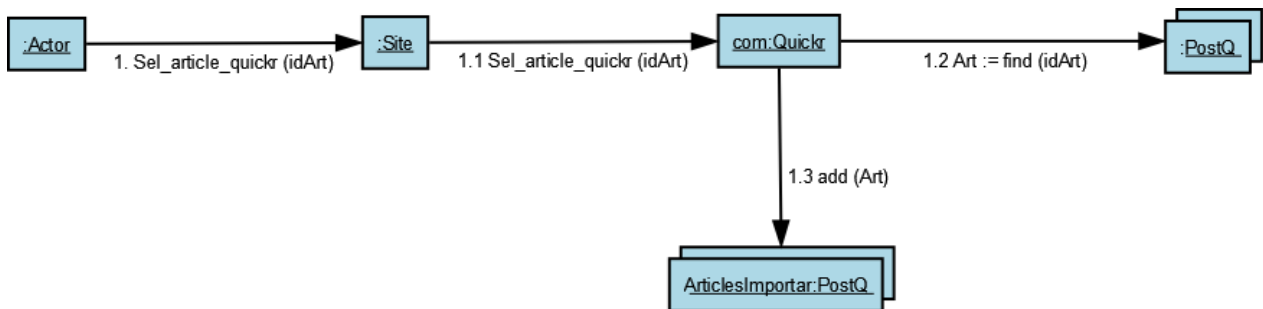 :Actor
:Site
com:Quickr
:PostQ
1. Sel_article_quickr (idArt)
1.1 Sel_article_quickr (idArt)
1.2 Art := find (idArt)
1.3 add (Art)
ArticlesImportar:PostQ